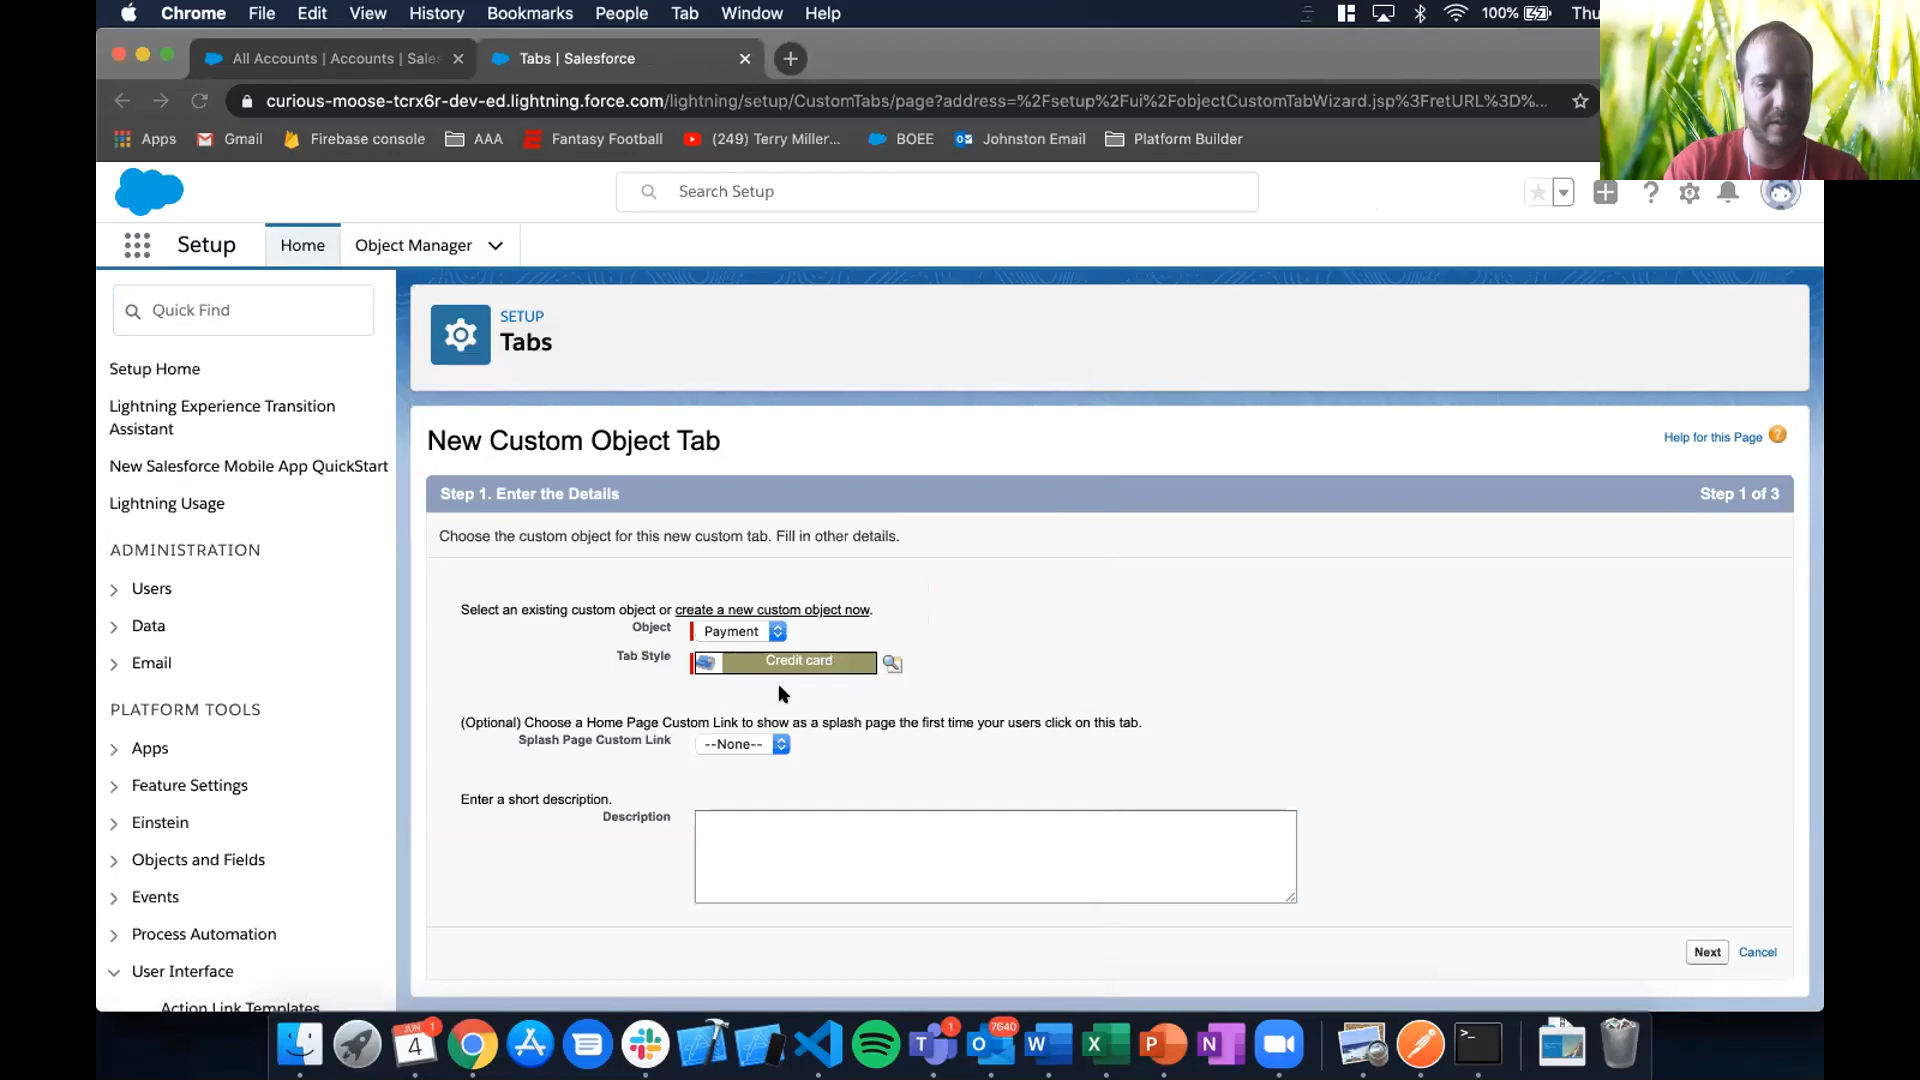 Chrome File Edit View History Bookmarks People Tab Window Help 100% Thu
All Accounts | Accounts | Sales Tabs | Salesforce
curious-moose-tcrx6r-dev-ed.lightning.force.com/lightning/setup/CustomTabs/page?address=%2Fsetup%2Fui%2FobjectCustomTabWizard.jsp%3FretURL%3D%...
Apps Gmail Firebase console AAA Fantasy Football (249) Terry Miller... BOEE Johnston Email Platform Builder
Search Setup
Setup Home Object Manager
Quick Find
SETUP
Tabs
Setup Home
Lightning Experience Transition
Assistant
New Salesforce Mobile App QuickStart
Lightning Usage
ADMINISTRATION
Users
Data
Email
PLATFORM TOOLS
Apps
Feature Settings
Einstein
Objects and Fields
Events
Process Automation
User Interface
Action Link Templates
New Custom Object Tab
Help for this Page ?
Step 1. Enter the Details Step 1 of 3
Choose the custom object for this new custom tab. Fill in other details.
Select an existing custom object or create a new custom object now.
Object Payment
Tab Style Credit card
(Optional) Choose a Home Page Custom Link to show as a splash page the first time your users click on this tab.
Splash Page Custom Link --None--
Enter a short description.
Description
Next Cancel
JUN 4 1
1
7640